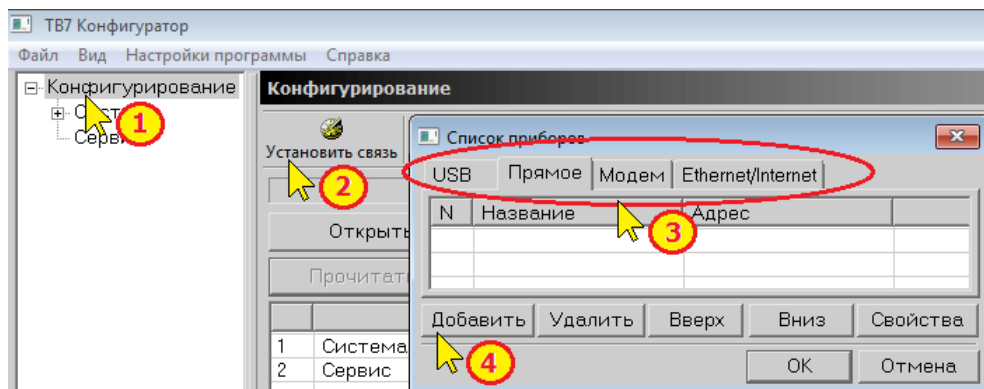 ТВ7 Конфигуратор
Файл Вид Настройки программы Справка
Конфигурирование
1
Конфигурирование
Установить связь
2
Список приборов
USB Прямое Модем Ethernet/Internet
3
N Название Адрес
Открыть
Прочитать
Добавить Удалить Вверх Вниз Свойства
4
1 Система
2 Сервис
OK Отмена